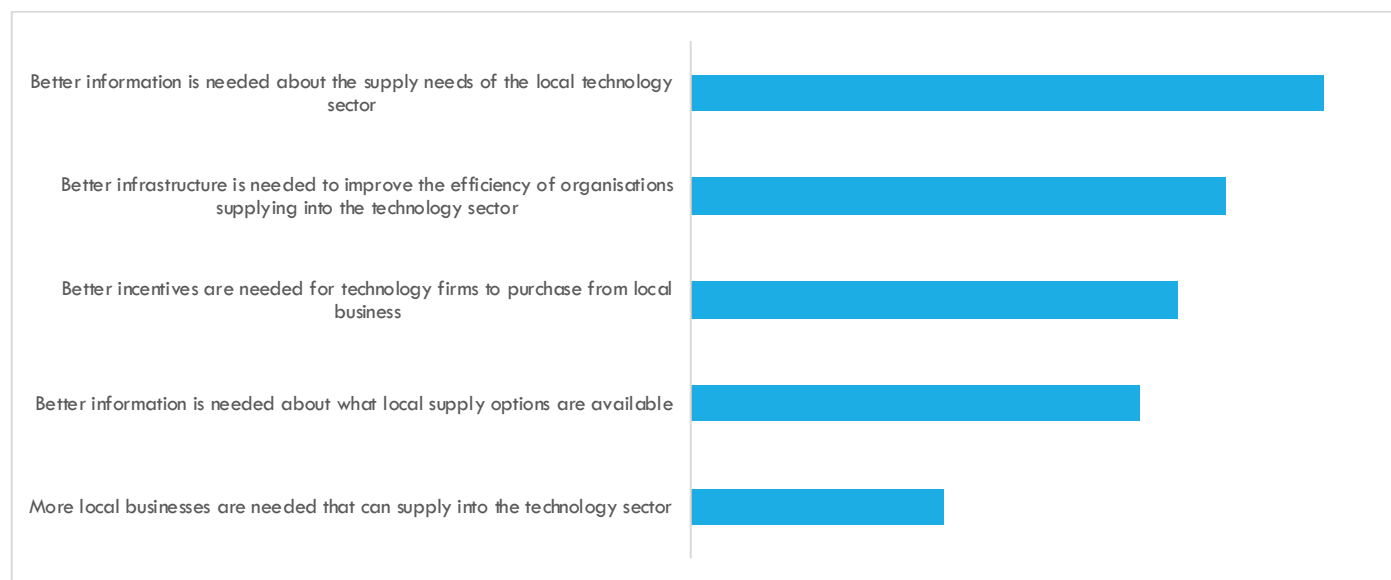 Better information is needed about the supply needs of the local technology
sector
Better infrastructure is needed to improve the efficiency of organisations
supplying into the technology sector
Better incentives are needed for technology firms to purchase from local
business
Better information is needed about what local supply options are available
More local businesses are needed that can supply into the technology sector